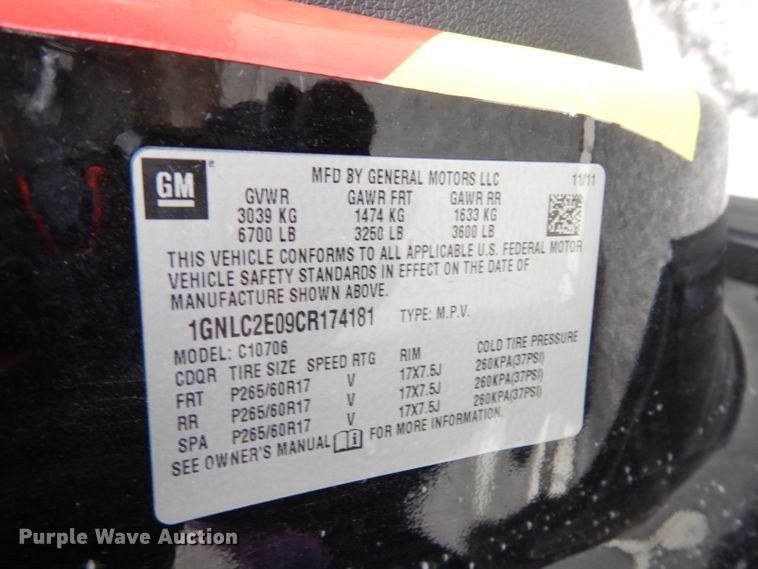 GM®
MFD BY GENERAL MOTORS LLC 11/11
GVWR GAWR FRT GAWR RR
3039 KG 1474 KG 1633 KG
6700 LB 3250 LB 3600 LB
THIS VEHICLE CONFORMS TO ALL APPLICABLE U.S. FEDERAL MOTOR
VEHICLE SAFETY STANDARDS IN EFFECT ON THE DATE OF
MANUFACTURE SHOWN ABOVE.
1GNLC2E09CR174181 TYPE: M.P.V.
MODEL: C10706
CDQR TIRE SIZE SPEED RTG RIM COLD TIRE PRESSURE
FRT P265/60R17 V 17X7.5J 260KPA(37PSI)
RR P265/60R17 V 17X7.5J 260KPA(37PSI)
SPA P265/60R17 V 17X7.5J 260KPA(37PSI)
SEE OWNER'S MANUAL i FOR MORE INFORMATION.
Purple Wave Auction